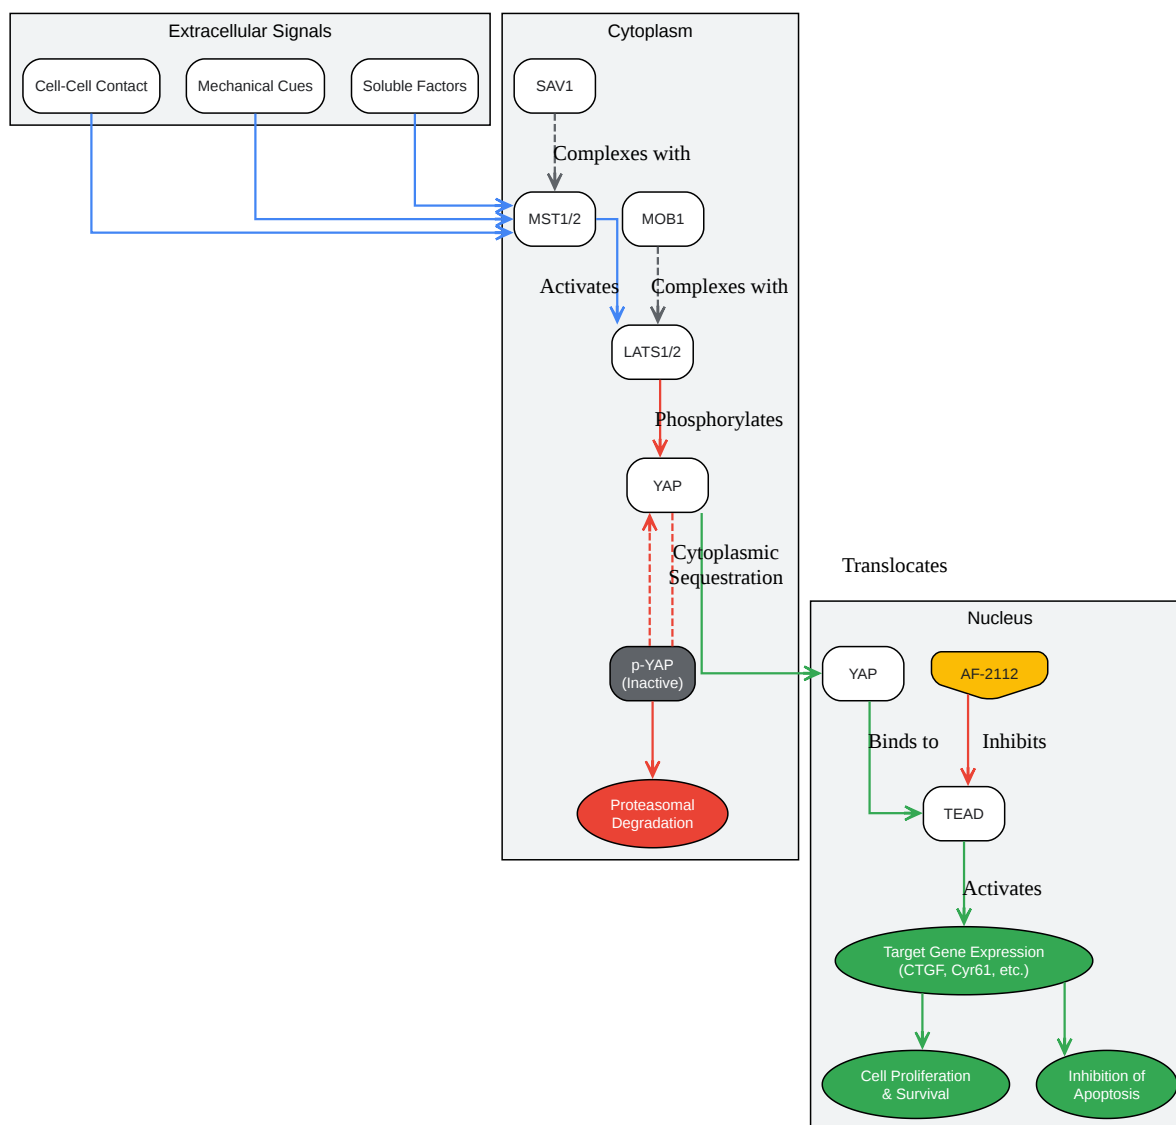 Extracellular Signals
Cell-Cell Contact
Mechanical Cues
Soluble Factors
Cytoplasm
SAV1
Complexes with
MST1/2
MOB1
Activates
Complexes with
LATS1/2
Phosphorylates
YAP
Cytoplasmic
Sequestration
p-YAP
(Inactive)
Proteasomal
Degradation
Translocates
Nucleus
YAP
AF-2112
Binds to
Inhibits
TEAD
Activates
Target Gene Expression
(CTGF, Cyr61, etc.)
Cell Proliferation
& Survival
Inhibition of
Apoptosis